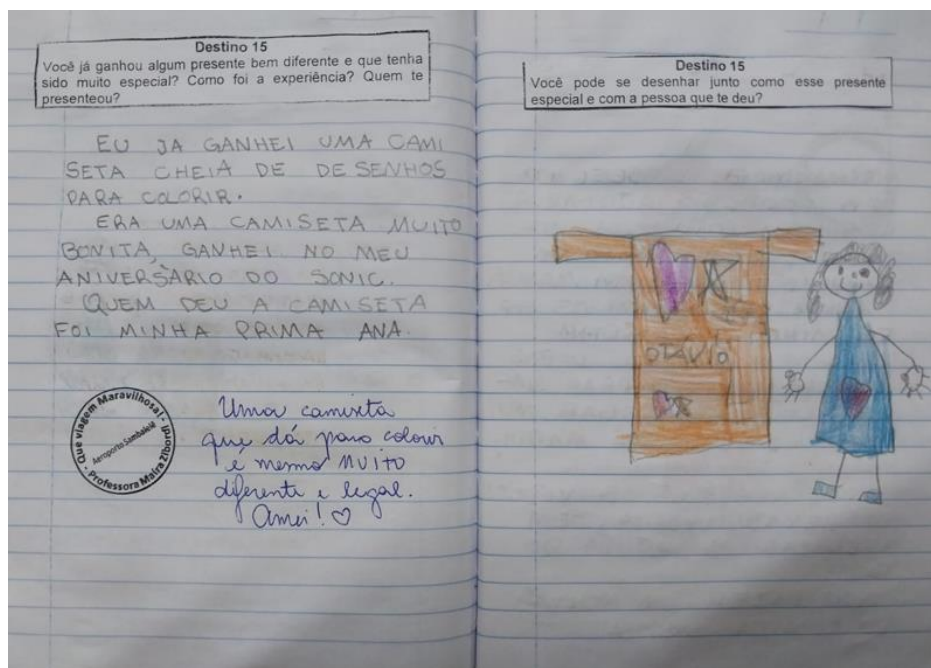 Destino 15
Você já ganhou algum presente bem diferente e que tenha
sido muito especial? Como foi a experiência? Quem te
presenteou?
EU JA GANHEI UMA CAMI
SETA CHEIA DE DESENHOS
PARA COLORIR.
ERA UMA CAMISETA MUITO
BONITA, GANHEI NO MEU
ANIVERSÁRIO DO SONIC.
QUEM DEU A CAMISETA
FOI MINHA PRIMA ANA.
Que viagem Maravilhosa! -
Aeroporto Sambalelê
- Professora Maíra Zibordi
Uma camiseta
que dá para colorir
é mesmo MUITO
diferente e legal.
Amei! ♡
Destino 15
Você pode se desenhar junto como esse presente
especial e com a pessoa que te deu?
OTÁVIO